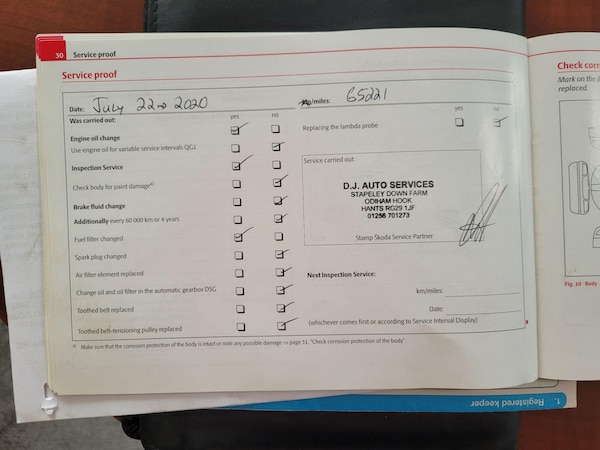 30 Service proof
Service proof
Date: July 22nd 2020
km/miles: 65221
Was carried out: yes no
Engine oil change
Use engine oil for variable service intervals QG1
Inspection Service
Check body for paint damage a)
Brake fluid change
Additionally every 60 000 km or 4 years
Fuel filter changed
Spark plug changed
Air filter element replaced
Change oil and oil filter in the automatic gearbox DSG
Toothed belt replaced
Toothed belt-tensioning pulley replaced
yes no
Replacing the lambda probe
Service carried out:
D.J. AUTO SERVICES
STAPELEY DOWN FARM
ODIHAM HOOK
HANTS RG29 1JF
01256 701273
Stamp Škoda Service Partner
Next Inspection Service:
km/miles:
Date:
(whichever comes first or according to Service Interval Display)
a) Make sure that the corrosion protection of the body is intact or note any possible damage ⇒ page 51, "Check corrosion protection of the body".
Check corr
Mark on the
replaced.
Fig. 10 Body
1. Registered keeper